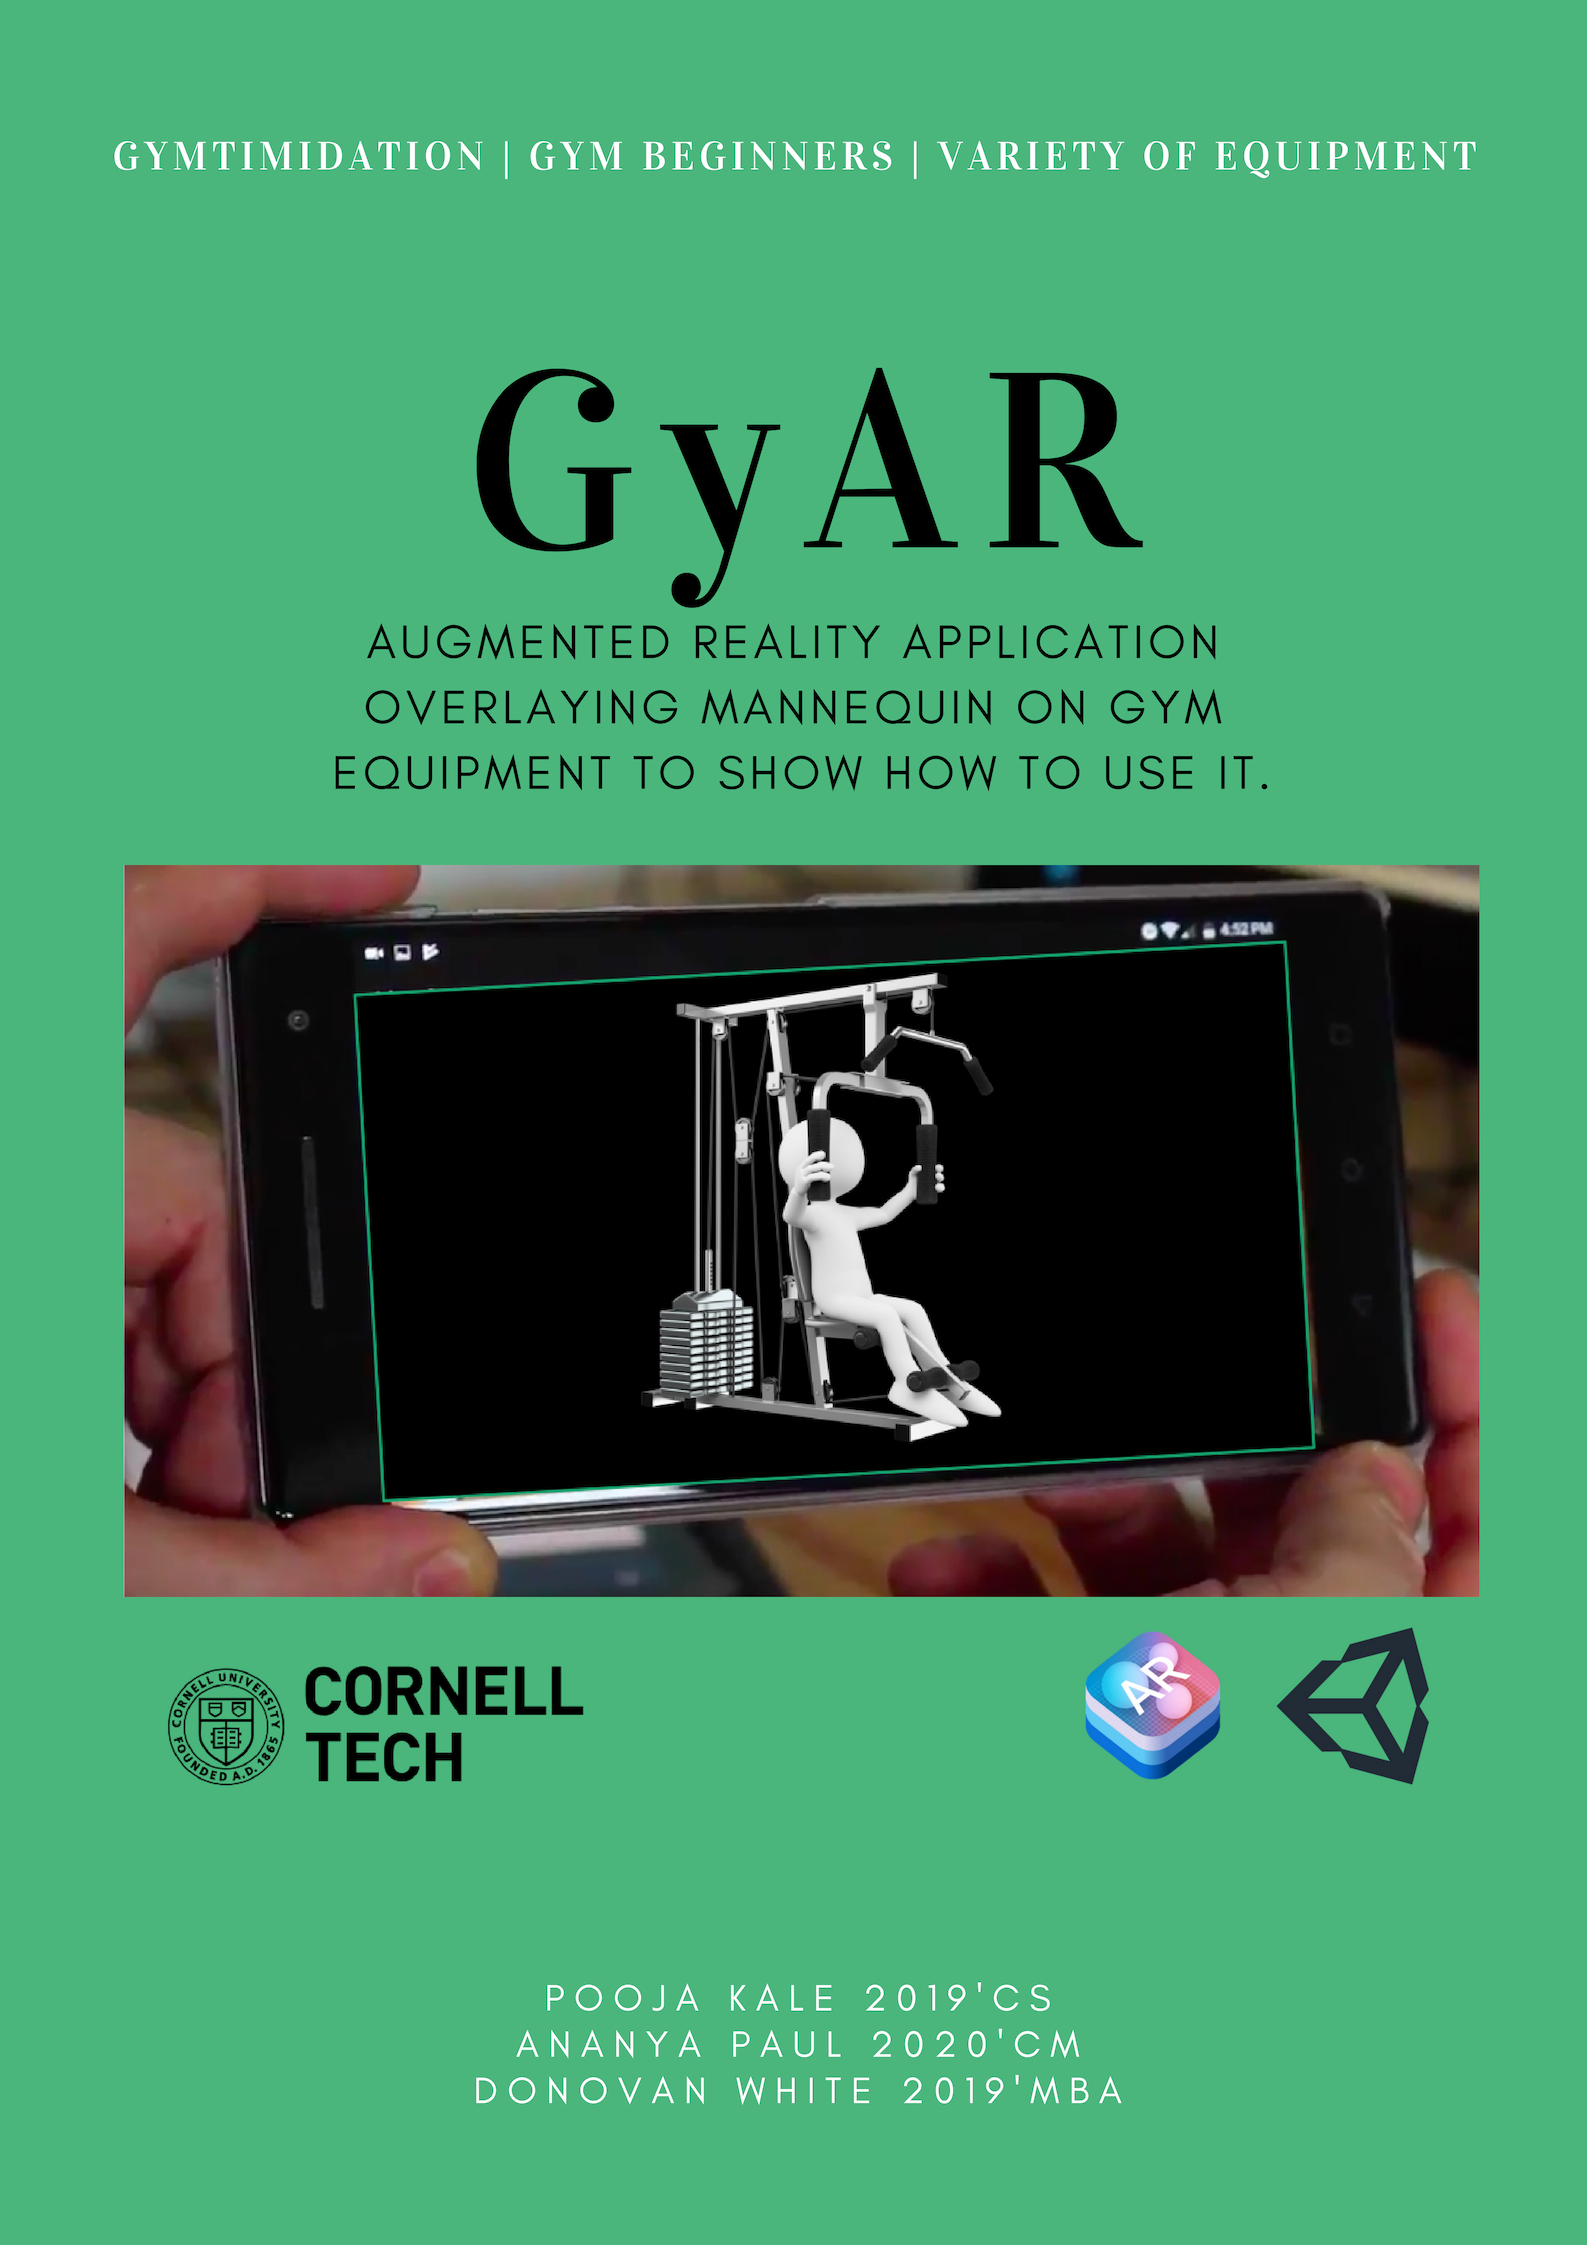 GYMTIMIDATION | GYM BEGINNERS | VARIETY OF EQUIPMENT
GyAR
AUGMENTED REALITY APPLICATION
OVERLAYING MANNEQUIN ON GYM
EQUIPMENT TO SHOW HOW TO USE IT.
4:52 PM
CORNELL UNIVERSITY
FOUNDED A.D. 1865
CORNELL
TECH
AR
POOJA KALE 2019'CS
ANANYA PAUL 2020'CM
DONOVAN WHITE 2019'MBA